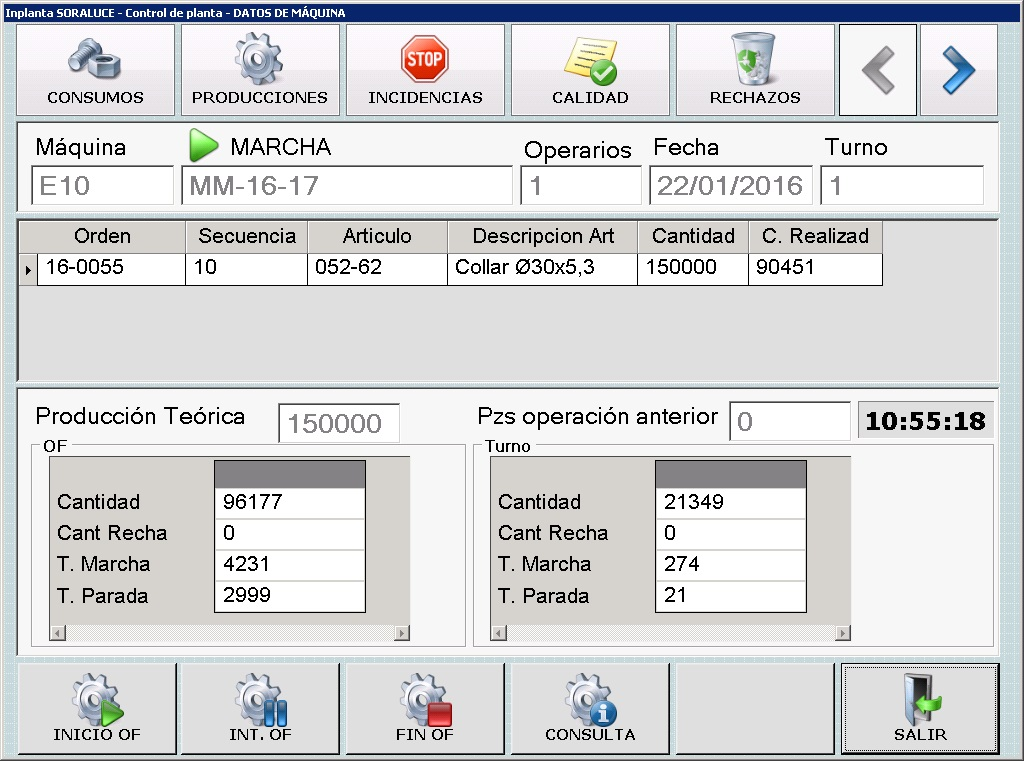 Inplanta SORALUCE - Control de planta - DATOS DE MÁQUINA
CONSUMOS PRODUCCIONES STOP INCIDENCIAS CALIDAD RECHAZOS
Máquina MARCHA Operarios Fecha Turno
E10 MM-16-17 1 22/01/2016 1
Orden Secuencia Articulo Descripcion Art Cantidad C. Realizad
16-0055 10 052-62 Collar Ø30x5,3 150000 90451
Producción Teórica 150000 Pzs operación anterior 0 10:55:18
OF Turno
Cantidad 96177 Cantidad 21349
Cant Recha 0 Cant Recha 0
T. Marcha 4231 T. Marcha 274
T. Parada 2999 T. Parada 21
INICIO OF INT. OF FIN OF CONSULTA SALIR